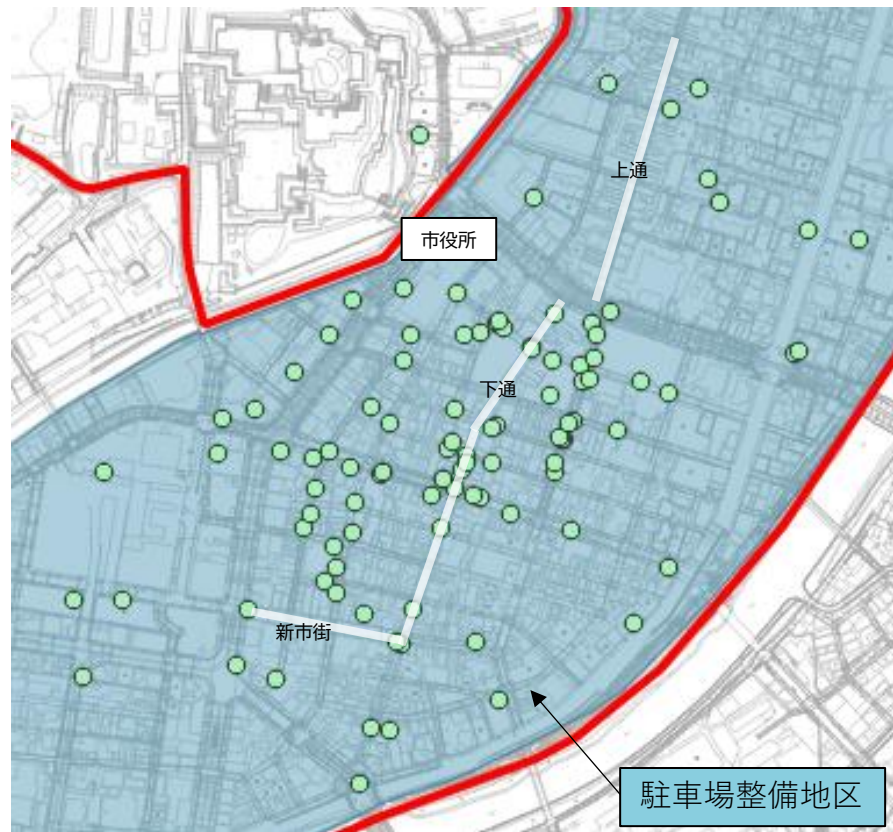 上通
市役所
下通
新市街
駐車場整備地区